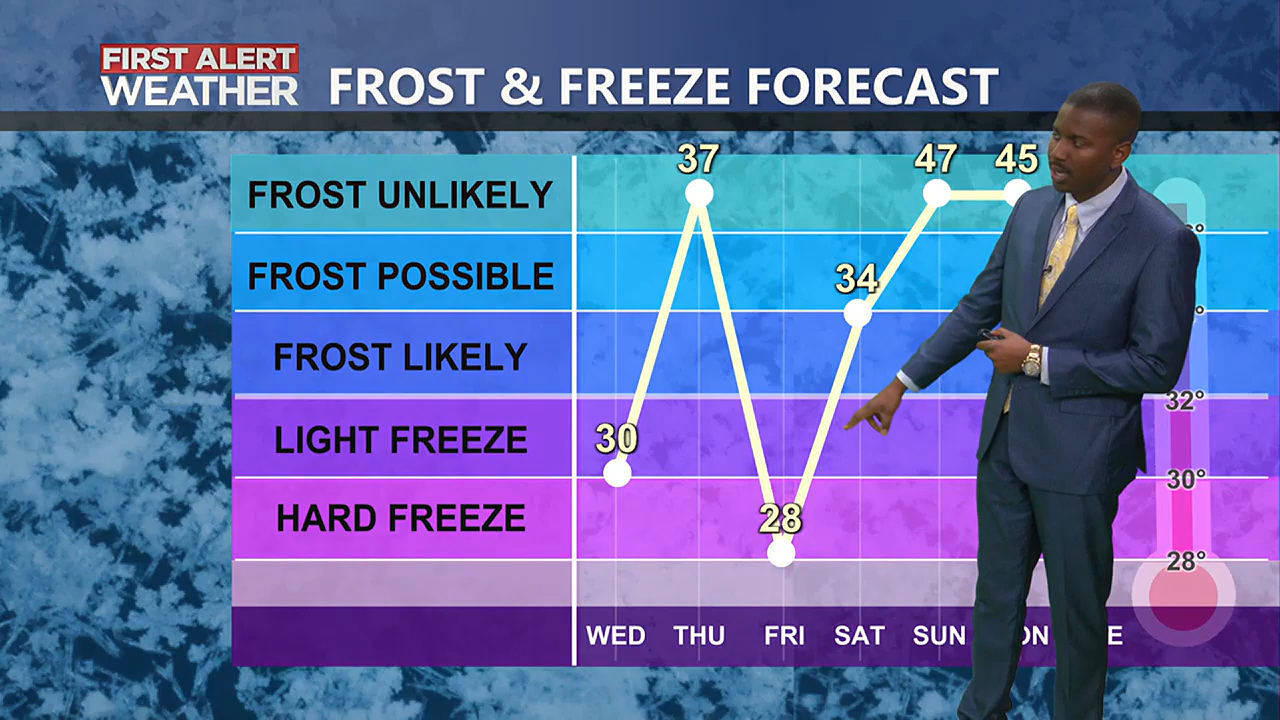 FIRST ALERT
WEATHER
FROST & FREEZE FORECAST
37
47
45
FROST UNLIKELY
FROST POSSIBLE
34
FROST LIKELY
32°
30
LIGHT FREEZE
30°
28
HARD FREEZE
28°
WED THU FRI SAT SUN